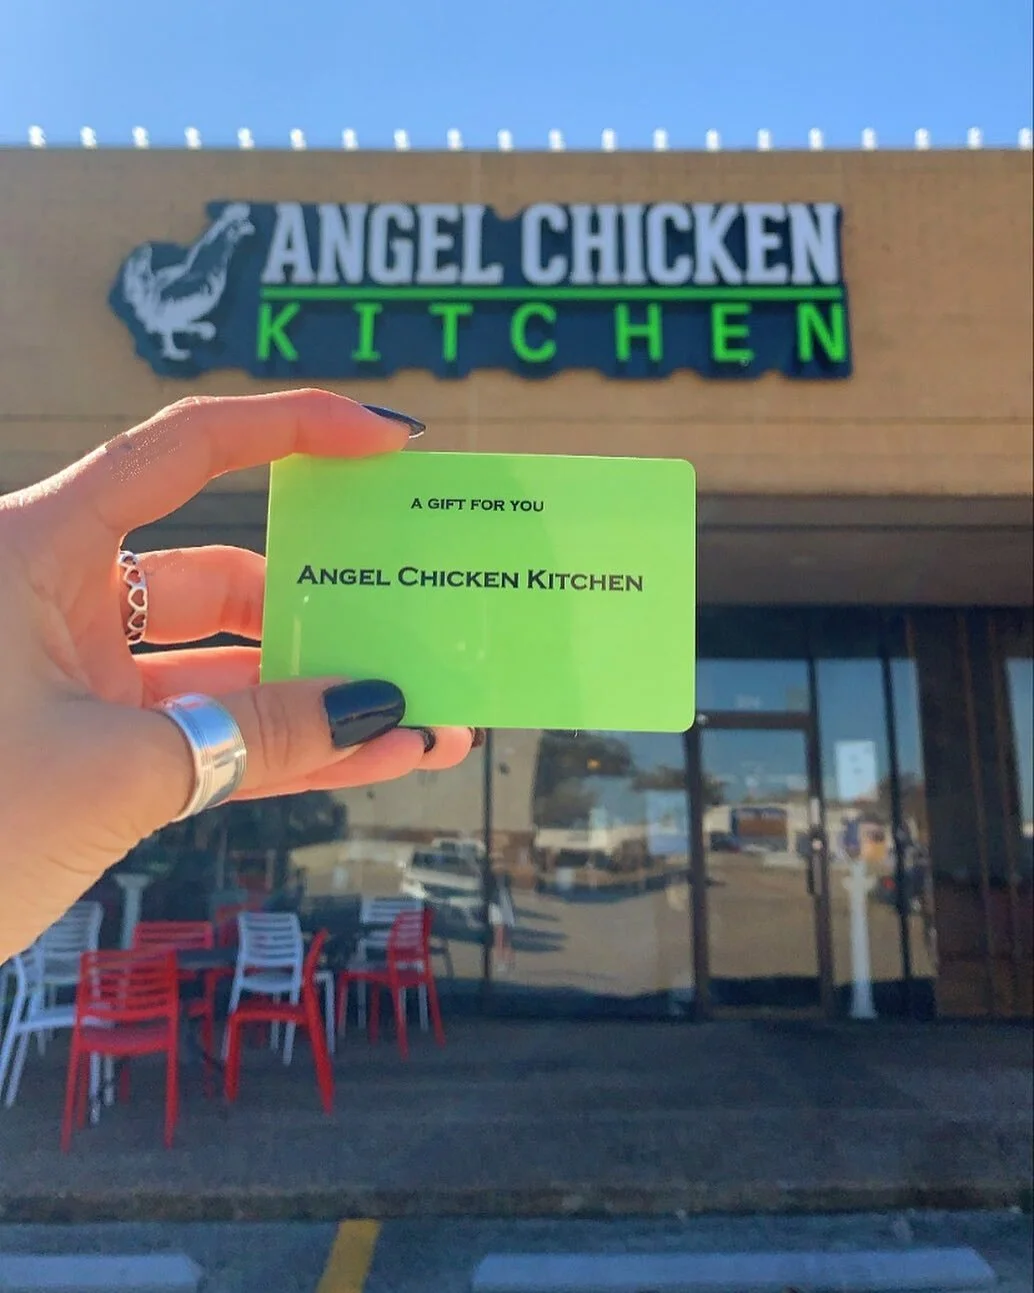 ANGEL CHICKEN
KITCHEN
A GIFT FOR YOU
ANGEL CHICKEN KITCHEN